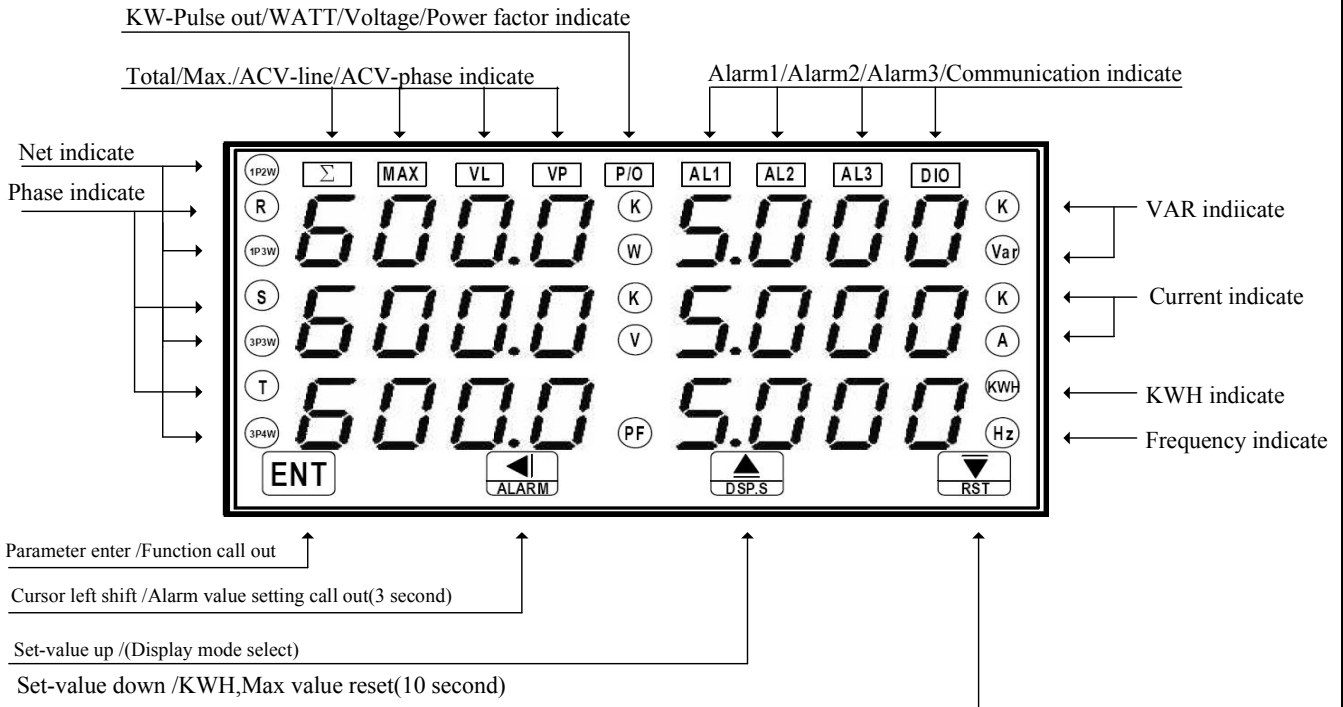 KW-Pulse out/WATT/Voltage/Power factor indicate
Total/Max./ACV-line/ACV-phase indicate
Alarm1/Alarm2/Alarm3/Communication indicate
Net indicate
Phase indicate
1P2W Σ MAX VL VP P/O AL1 AL2 AL3 DIO
R 600.0 K 5.000 K
1P3W W Var
VAR indiicate
S 600.0 K 5.000 K
3P3W V A
Current indicate
T 600.0 5.000 KWH
KWH indicate
3P4W PF Hz
Frequency indicate
ENT ALARM DSP.S RST
Parameter enter /Function call out
Cursor left shift /Alarm value setting call out(3 second)
Set-value up /(Display mode select)
Set-value down /KWH,Max value reset(10 second)